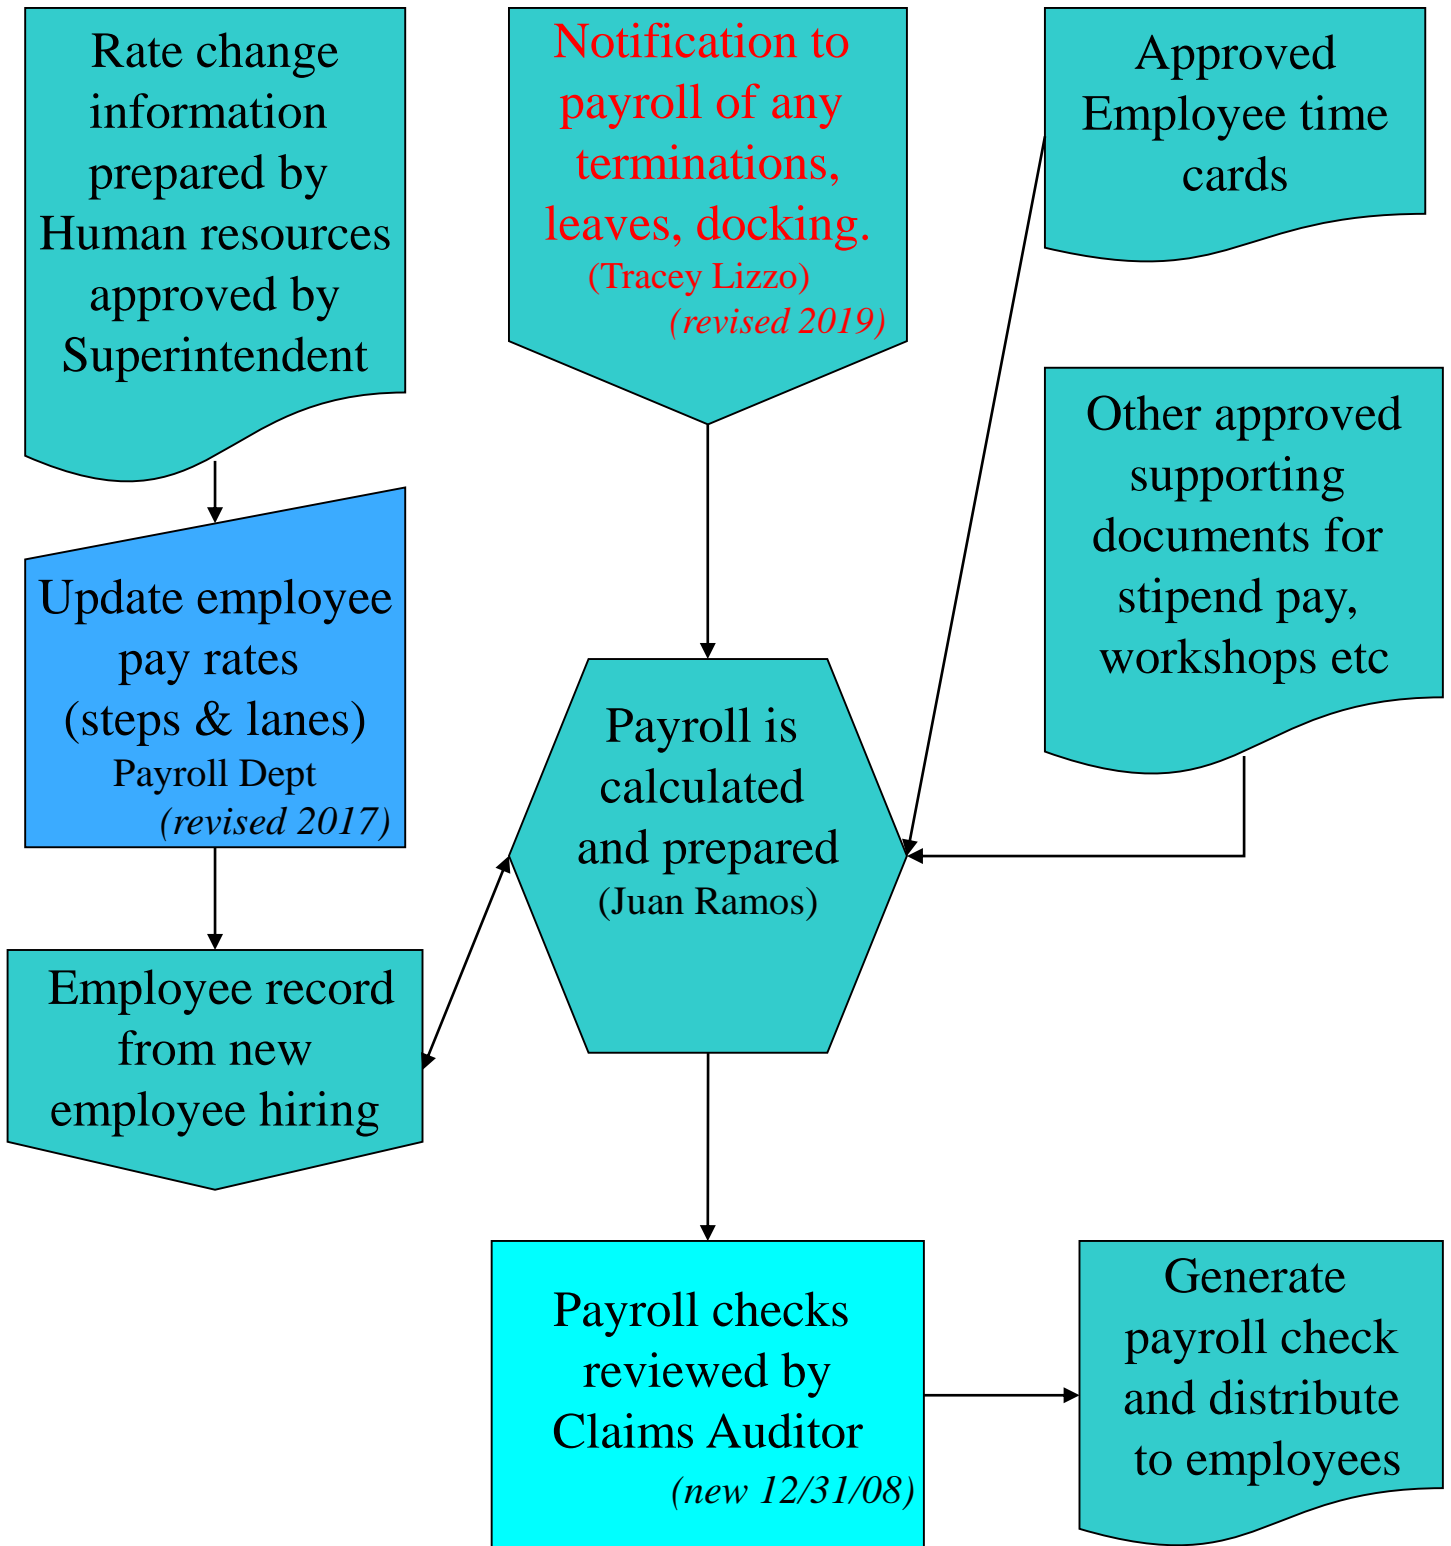 Rate change
information
prepared by
Human resources
approved by
Superintendent
Notification to
payroll of any
terminations,
leaves, docking.
(Tracey Lizzo)
(revised 2019)
Approved
Employee time
cards
Other approved
supporting
documents for
stipend pay,
workshops etc
Update employee
pay rates
(steps & lanes)
Payroll Dept
(revised 2017)
Payroll is
calculated
and prepared
(Juan Ramos)
Employee record
from new
employee hiring
Payroll checks
reviewed by
Claims Auditor
(new 12/31/08)
Generate
payroll check
and distribute
to employees